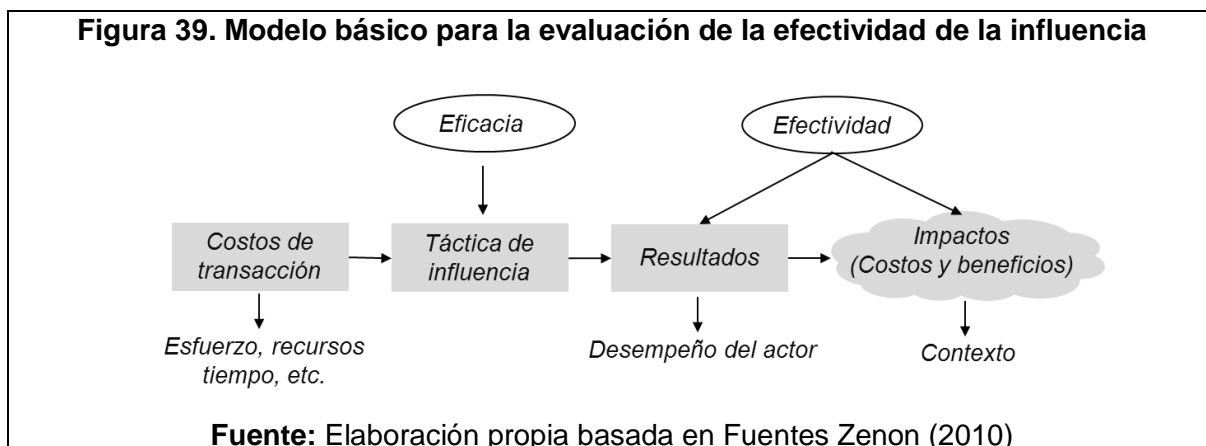 Figura 39. Modelo básico para la evaluación de la efectividad de la influencia
Eficacia
Efectividad
Costos de
transacción
Táctica de
influencia
Resultados
Impactos
(Costos y beneficios)
Esfuerzo, recursos
tiempo, etc.
Desempeño del actor
Contexto
Fuente: Elaboración propia basada en Fuentes Zenon (2010)